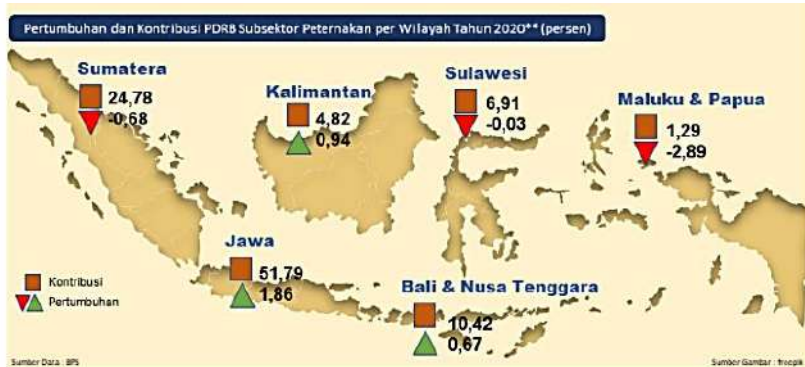 Pertumbuhan dan Kontribusi PDRB Subsektor Peternakan per Wilayah Tahun 2020** (persen)
Sumatera
24,78
-0,68
Kalimantan
4,82
0,94
Sulawesi
6,91
-0,03
Maluku & Papua
1,29
-2,89
Jawa
51,79
1,86
Bali & Nusa Tenggara
10,42
0,67
Kontribusi
Pertumbuhan
Sumber Data : BPS
Sumber Gambar : freepik